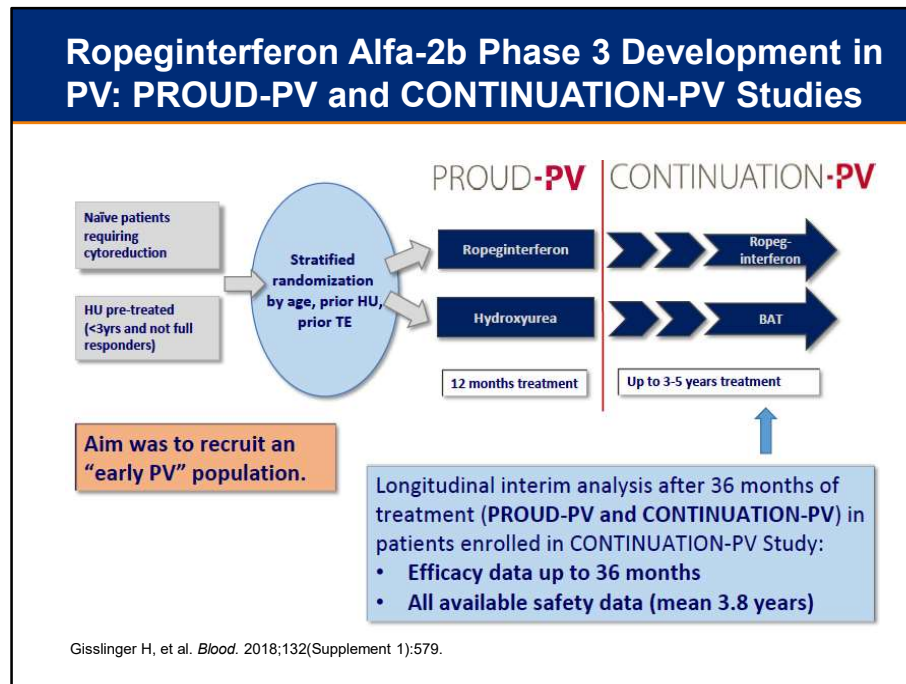 Ropeginterferon Alfa-2b Phase 3 Development in
PV: PROUD-PV and CONTINUATION-PV Studies
PROUD-PV
CONTINUATION-PV
Naïve patients
requiring
cytoreduction
HU pre-treated
(<3yrs and not full
responders)
Stratified
randomization
by age, prior HU,
prior TE
Ropeginterferon
Ropeg-
interferon
Hydroxyurea
BAT
12 months treatment
Up to 3-5 years treatment
Aim was to recruit an
“early PV” population.
Longitudinal interim analysis after 36 months of
treatment (PROUD-PV and CONTINUATION-PV) in
patients enrolled in CONTINUATION-PV Study:
• Efficacy data up to 36 months
• All available safety data (mean 3.8 years)
Gisslinger H, et al. Blood. 2018;132(Supplement 1):579.